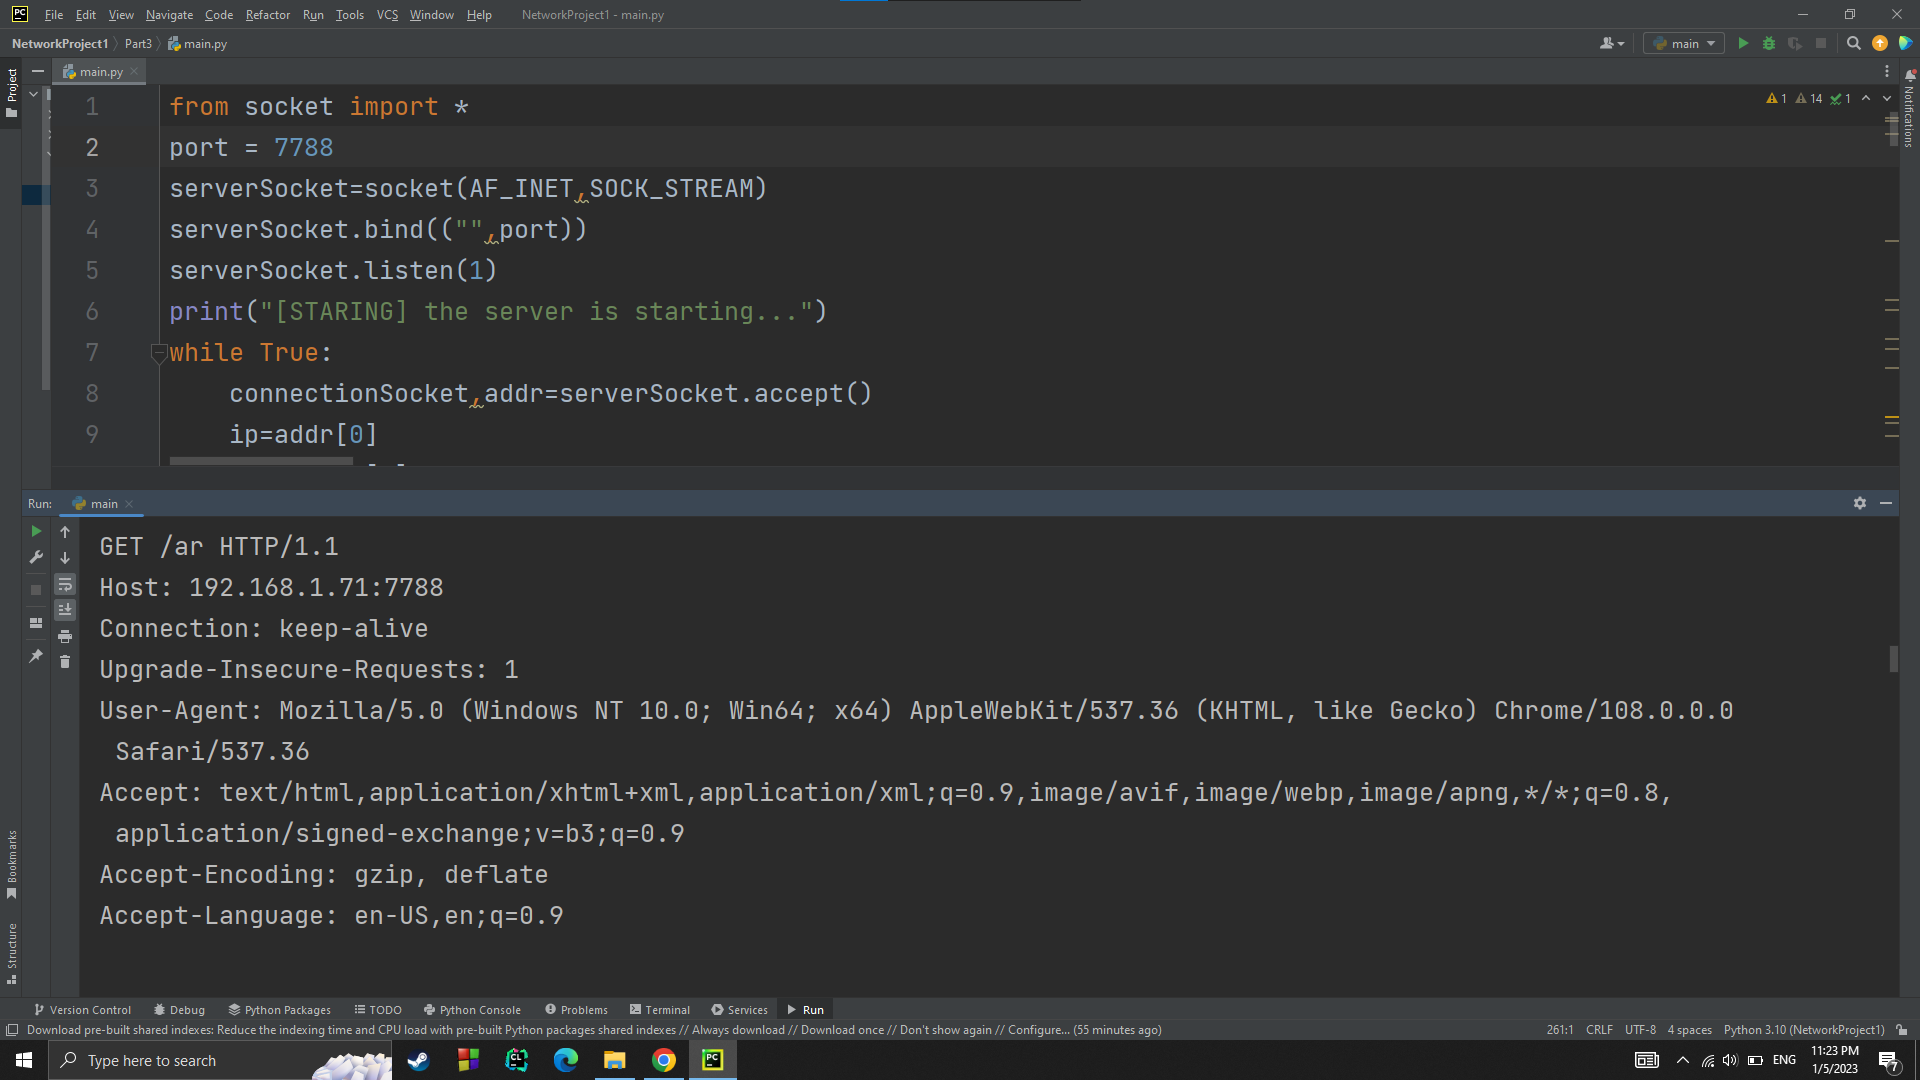 PC File Edit View Navigate Code Refactor Run Tools VCS Window Help NetworkProject1 - main.py
NetworkProject1 Part3 main.py main
Project main.py 1 14 1 Notifications
1 from socket import *
2 port = 7788
3 serverSocket=socket(AF_INET,SOCK_STREAM)
4 serverSocket.bind(("",port))
5 serverSocket.listen(1)
6 print("[STARING] the server is starting...")
7 while True:
8 connectionSocket,addr=serverSocket.accept()
9 ip=addr[0]
Run: main
GET /ar HTTP/1.1
Host: 192.168.1.71:7788
Connection: keep-alive
Upgrade-Insecure-Requests: 1
User-Agent: Mozilla/5.0 (Windows NT 10.0; Win64; x64) AppleWebKit/537.36 (KHTML, like Gecko) Chrome/108.0.0.0
Safari/537.36
Accept: text/html,application/xhtml+xml,application/xml;q=0.9,image/avif,image/webp,image/apng,*/*;q=0.8,
application/signed-exchange;v=b3;q=0.9
Accept-Encoding: gzip, deflate
Accept-Language: en-US,en;q=0.9
Bookmarks
Structure
Version Control Debug Python Packages TODO Python Console Problems Terminal Services Run
Download pre-built shared indexes: Reduce the indexing time and CPU load with pre-built Python packages shared indexes // Always download // Download once // Don't show again // Configure... (55 minutes ago) 261:1 CRLF UTF-8 4 spaces Python 3.10 (NetworkProject1)
Type here to search CL PC ENG 11:23 PM
1/5/2023 7